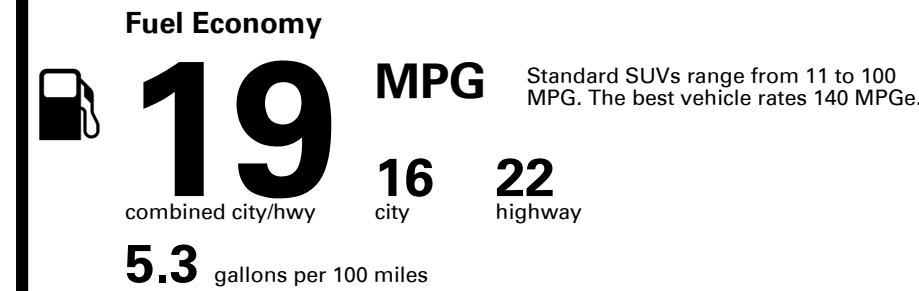 Fuel Economy
19 MPG
Standard SUVs range from 11 to 100
MPG. The best vehicle rates 140 MPGe.
16 22
combined city/hwy city highway
5.3 gallons per 100 miles